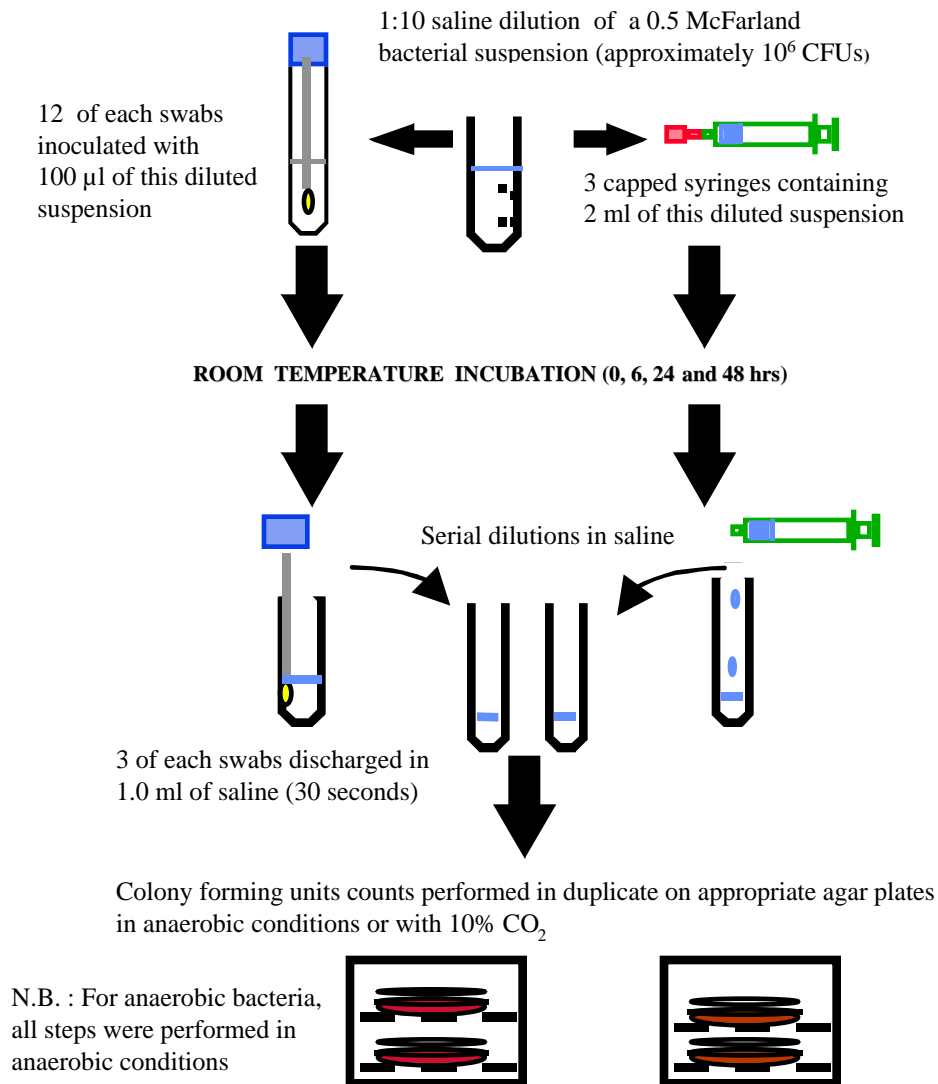 1:10 saline dilution of a 0.5 McFarland
bacterial suspension (approximately 10⁶ CFUs)
12 of each swabs
inoculated with
100 µl of this diluted
suspension
3 capped syringes containing
2 ml of this diluted suspension
ROOM TEMPERATURE INCUBATION (0, 6, 24 and 48 hrs)
Serial dilutions in saline
3 of each swabs discharged in
1.0 ml of saline (30 seconds)
Colony forming units counts performed in duplicate on appropriate agar plates
in anaerobic conditions or with 10% CO₂
N.B. : For anaerobic bacteria,
all steps were performed in
anaerobic conditions